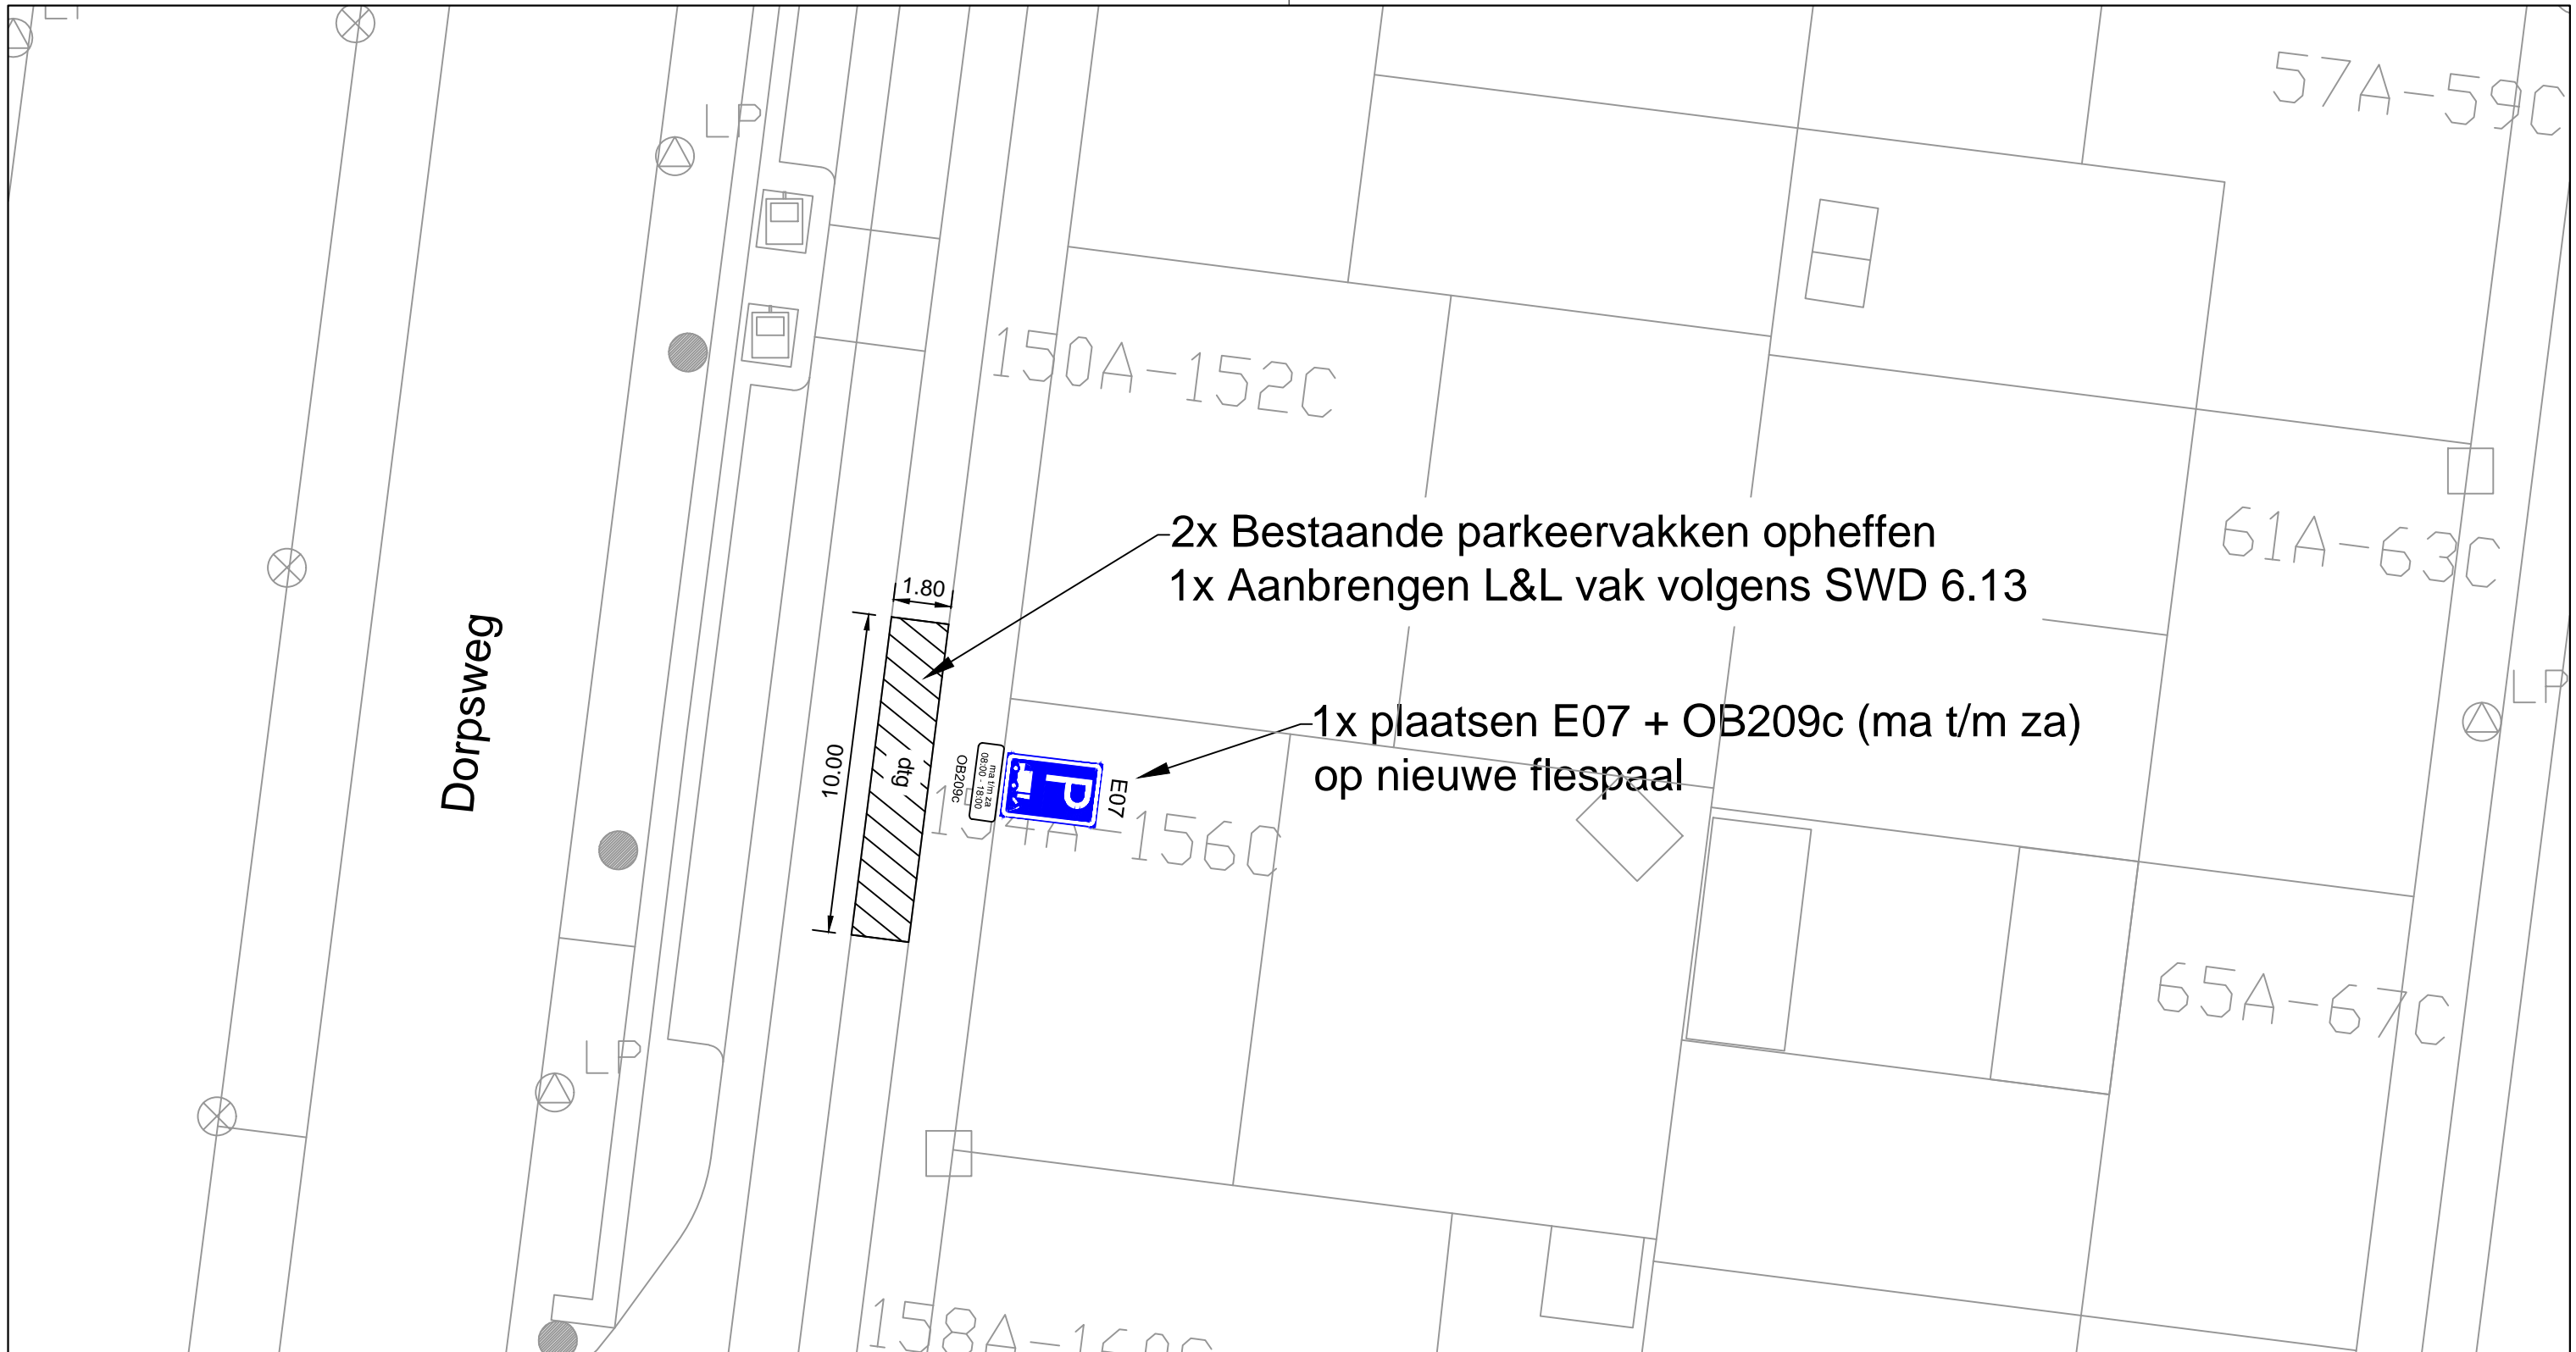 LP
57A-59C
150A-152C
2x Bestaande parkeervakken opheffen
1x Aanbrengen L&L vak volgens SWD 6.13
61A-63C
1.80
Dorpsweg
10.00
dtg
1x plaatsen E07 + OB209c (ma t/m za)
op nieuwe flespaal
LP
E07
P
ma t/m za
08:00 - 18:00
OB209c
154A-156C
65A-67C
LP
158A-160C